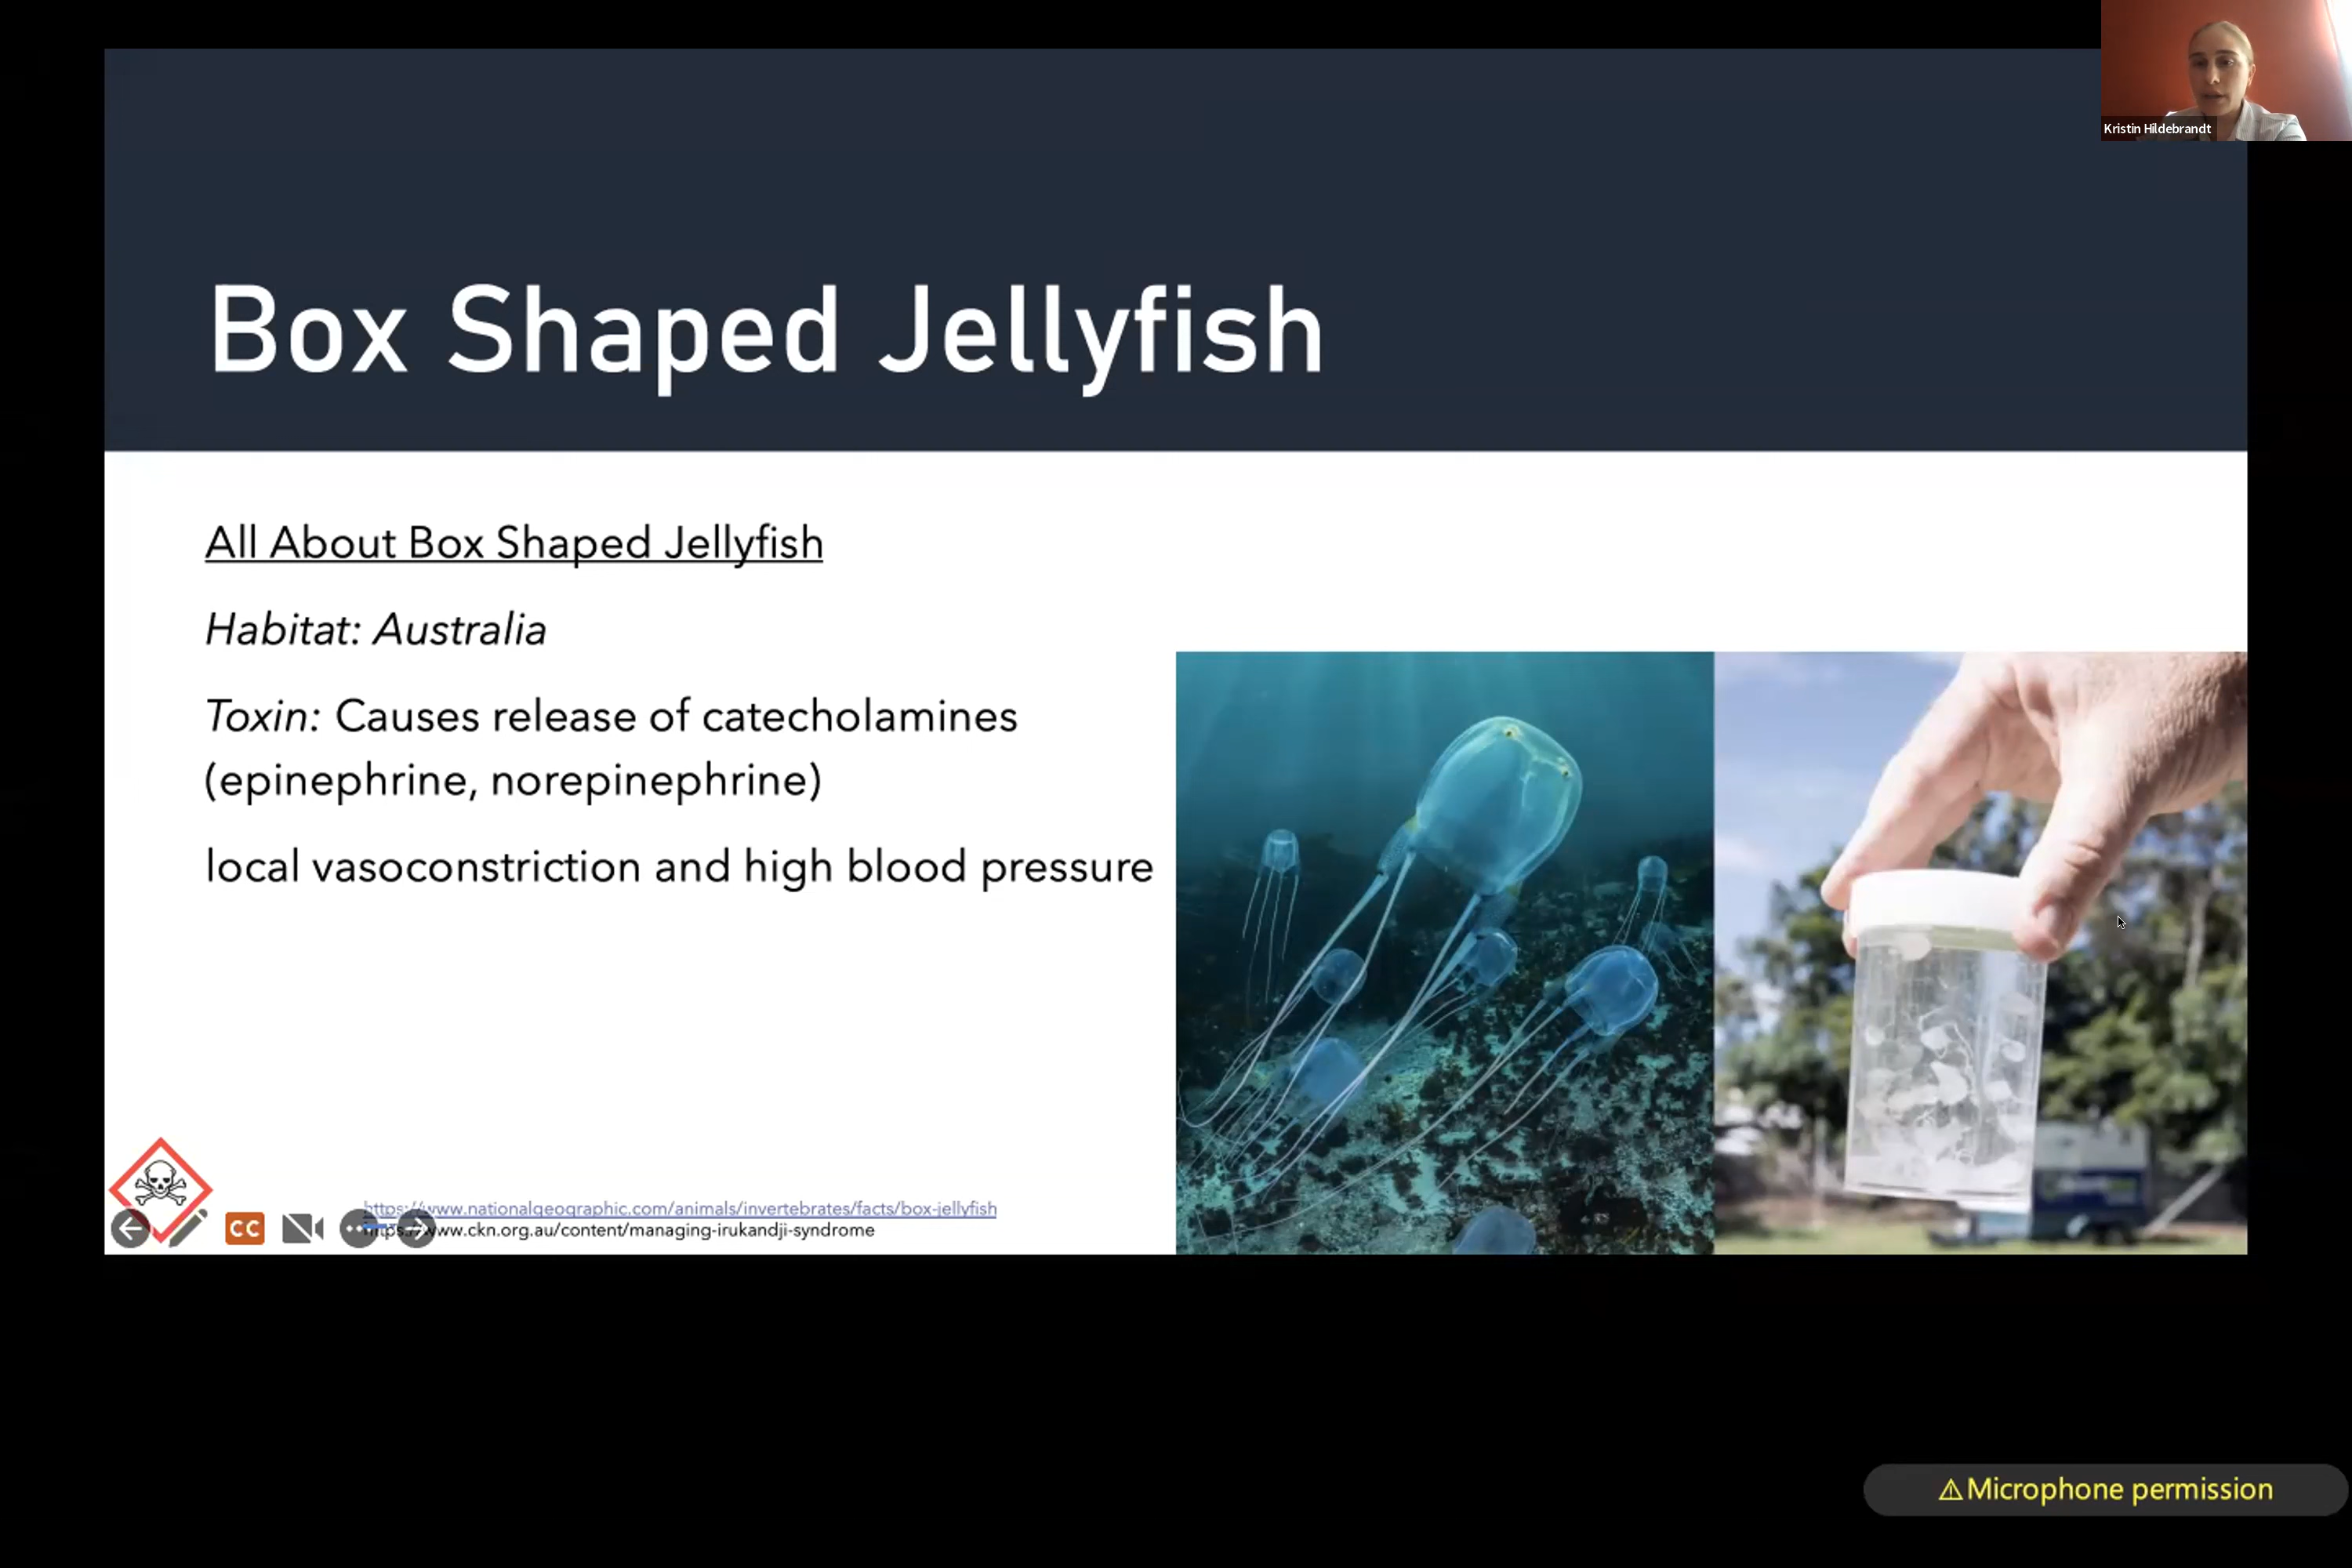 Kristin Hildebrandt
Box Shaped Jellyfish
All About Box Shaped Jellyfish
Habitat: Australia
Toxin: Causes release of catecholamines
(epinephrine, norepinephrine)
local vasoconstriction and high blood pressure
https://www.nationalgeographic.com/animals/invertebrates/facts/box-jellyfish
https://www.ckn.org.au/content/managing-irukandji-syndrome
CC
Microphone permission